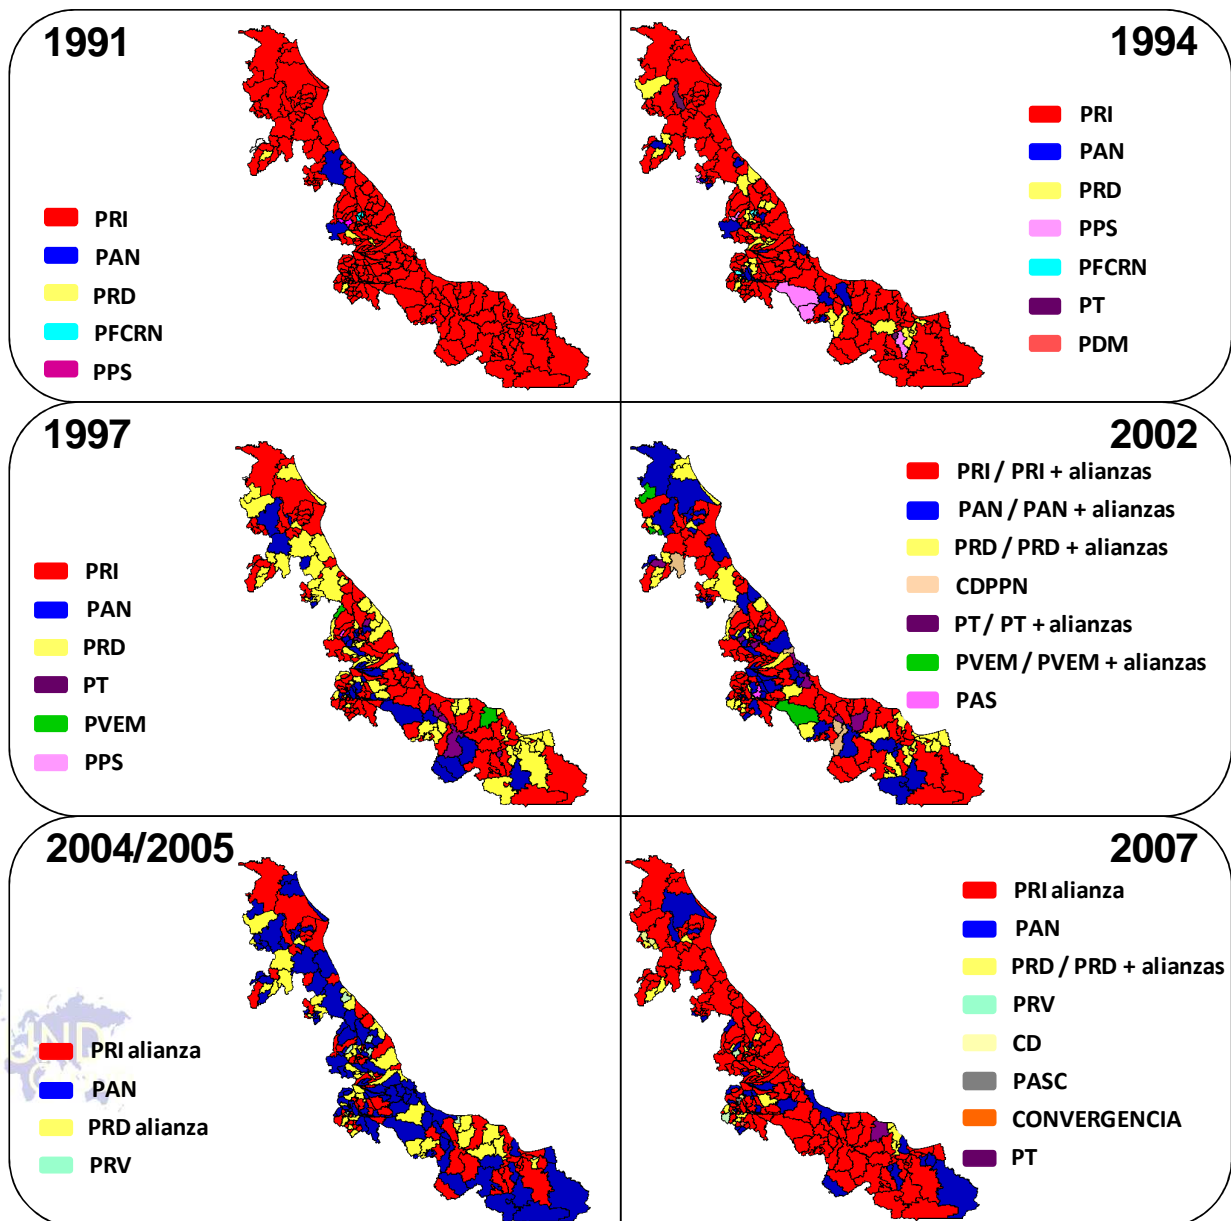 1991
PRI
PAN
PRD
PFCRN
PPS
1994
PRI
PAN
PRD
PPS
PFCRN
PT
PDM
1997
PRI
PAN
PRD
PT
PVEM
PPS
2002
PRI / PRI + alianzas
PAN / PAN + alianzas
PRD / PRD + alianzas
CDPPN
PT / PT + alianzas
PVEM / PVEM + alianzas
PAS
2004/2005
PRI alianza
PAN
PRD alianza
PRV
2007
PRI alianza
PAN
PRD / PRD + alianzas
PRV
CD
PASC
CONVERGENCIA
PT